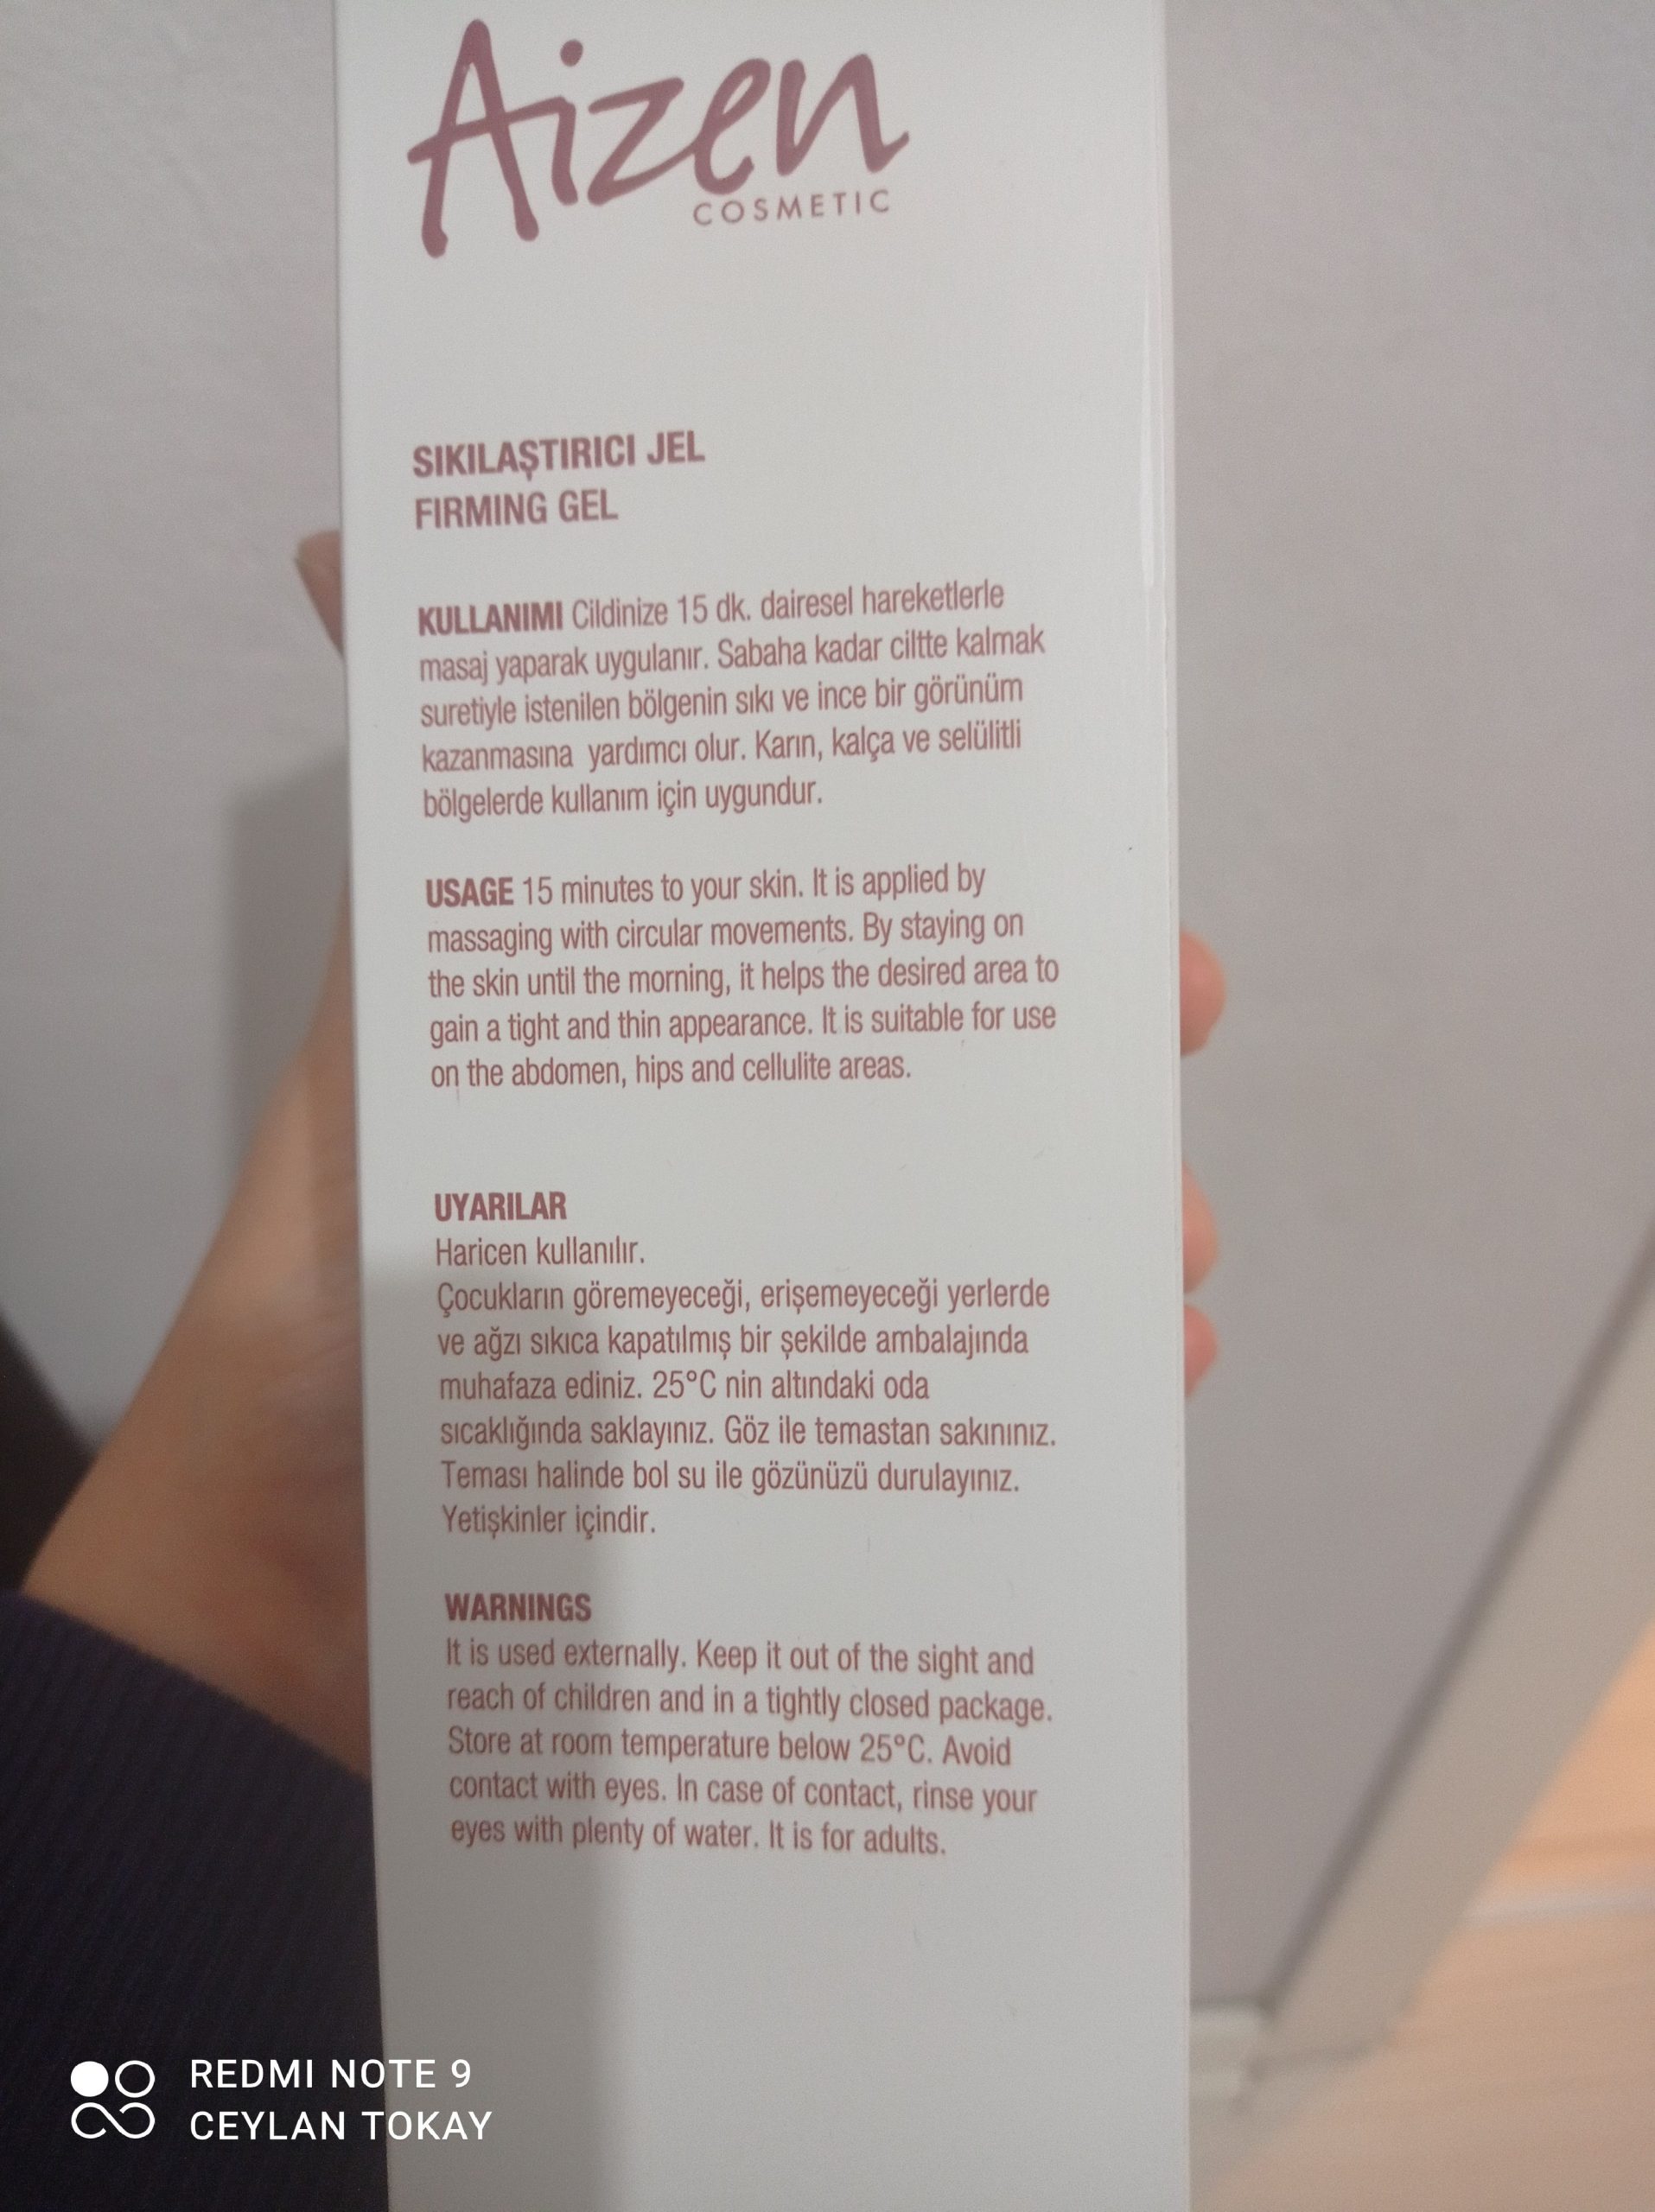 Aizen
COSMETIC
SIKILAŞTIRICI JEL
FIRMING GEL
KULLANIMI Cildinize 15 dk. dairesel hareketlerle
masaj yaparak uygulanır. Sabaha kadar ciltte kalmak
suretiyle istenilen bölgenin sıkı ve ince bir görünüm
kazanmasına yardımcı olur. Karın, kalça ve selülitli
bölgelerde kullanım için uygundur.
USAGE 15 minutes to your skin. It is applied by
massaging with circular movements. By staying on
the skin until the morning, it helps the desired area to
gain a tight and thin appearance. It is suitable for use
on the abdomen, hips and cellulite areas.
UYARILAR
Haricen kullanılır.
Çocukların göremeyeceği, erişemeyeceği yerlerde
ve ağzı sıkıca kapatılmış bir şekilde ambalajında
muhafaza ediniz. 25°C nin altındaki oda
sıcaklığında saklayınız. Göz ile temastan sakınınız.
Teması halinde bol su ile gözünüzü durulayınız.
Yetişkinler içindir.
WARNINGS
It is used externally. Keep it out of the sight and
reach of children and in a tightly closed package.
Store at room temperature below 25°C. Avoid
contact with eyes. In case of contact, rinse your
eyes with plenty of water. It is for adults.
REDMI NOTE 9
CEYLAN TOKAY